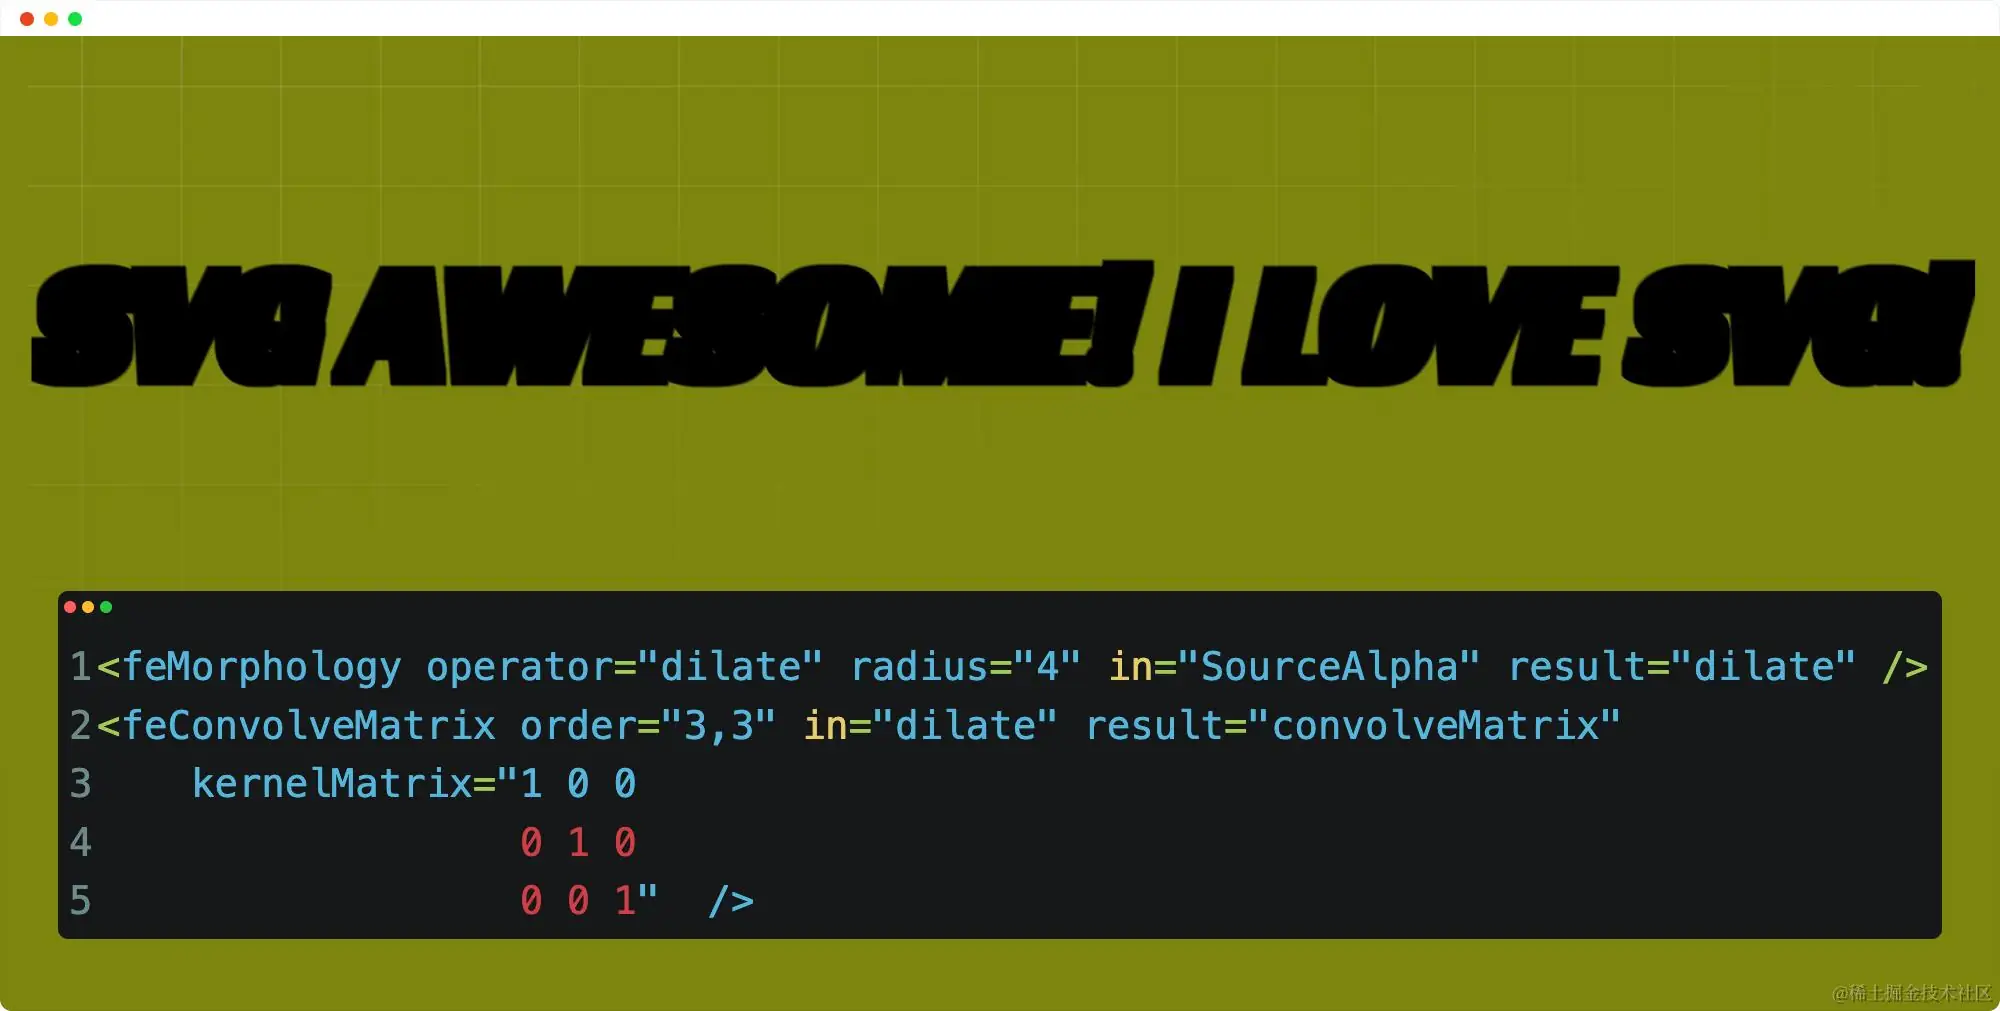 SVG AWESOME! I LOVE SVG!
1<feMorphology operator="dilate" radius="4" in="SourceAlpha" result="dilate" />
2<feConvolveMatrix order="3,3" in="dilate" result="convolveMatrix"
3    kernelMatrix="1 0 0
4                  0 1 0
5                  0 0 1"  />
@稀土掘金技术社区